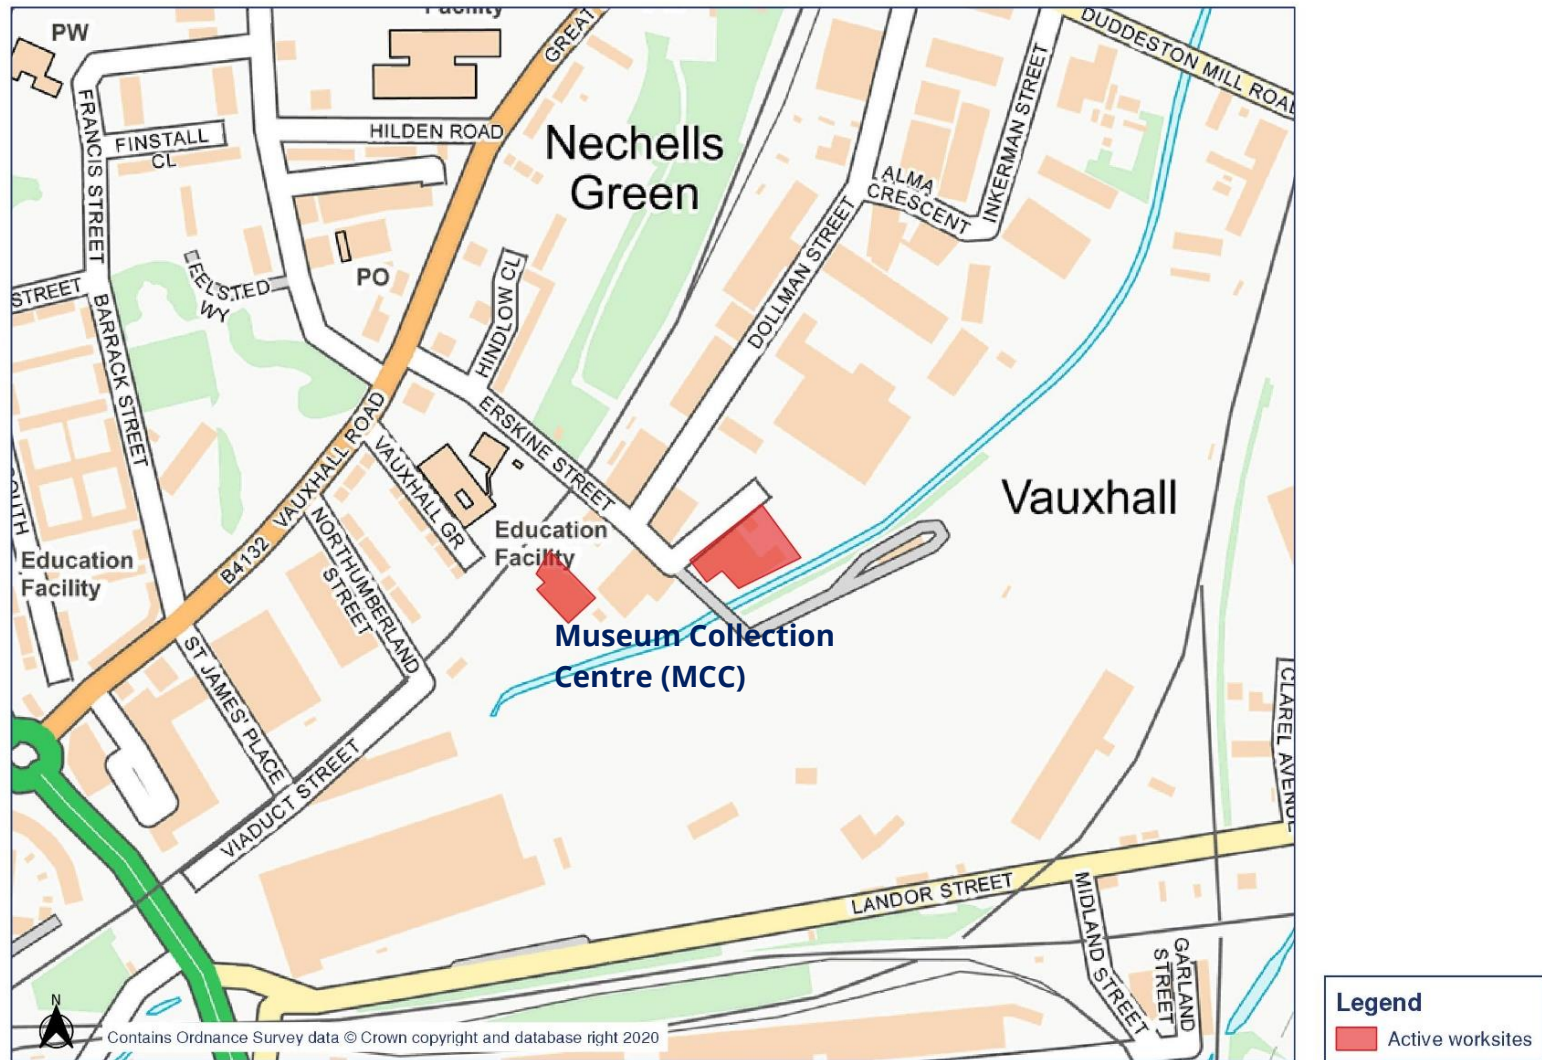 Facility
PW
GREAT
DUDDESTON MILL ROAD
HILDEN ROAD
FINSTALL
CL
FRANCIS STREET
Nechells
Green
ALMA
CRESCENT
INKERMAN STREET
DOLLMAN STREET
PO
EELSTED
WY
STREET
BARRACK STREET
HINDLOW CL
ERSKINE STREET
VAUXHALL ROAD
B4132
VAUXHALL GR
Vauxhall
NORTHUMBERLAND
STREET
Education
Facility
Education
Facility
Museum Collection
Centre (MCC)
ST JAMES' PLACE
VIADUCT STREET
CLAREL AVENUE
LANDOR STREET
MIDLAND STREET
GARLAND
STREET
N
Contains Ordnance Survey data © Crown copyright and database right 2020
Legend
Active worksites